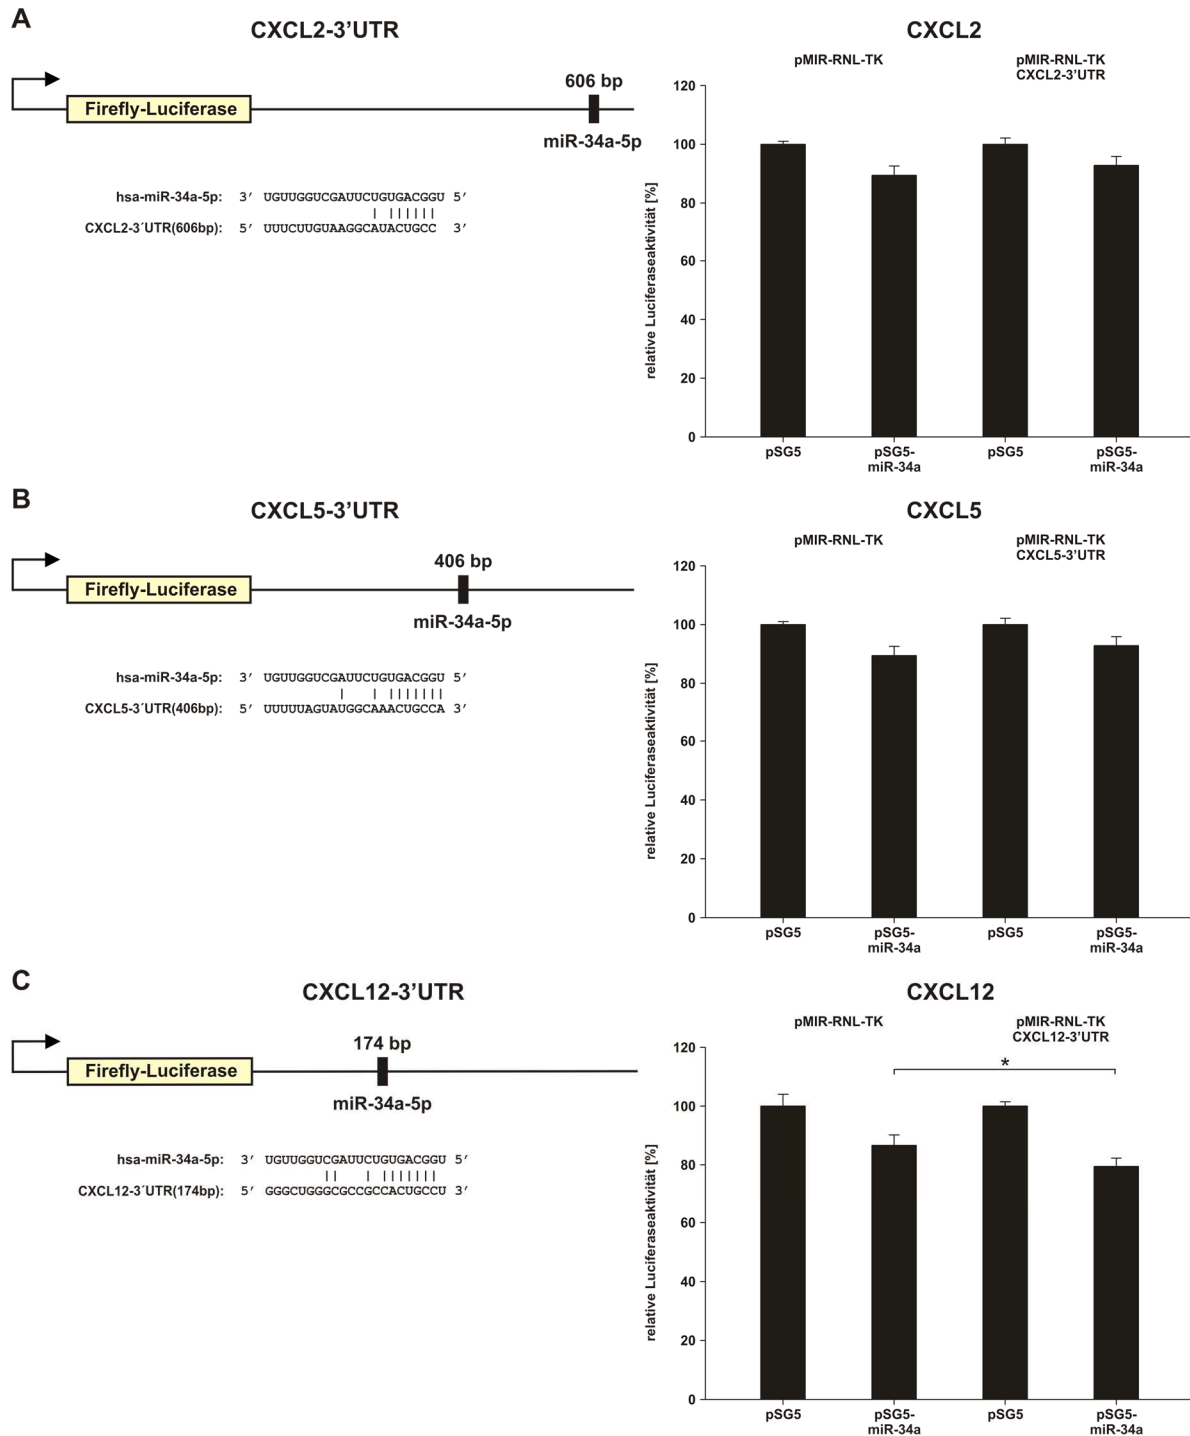 A
CXCL2-3’UTR
606 bp
Firefly-Luciferase
miR-34a-5p
hsa-miR-34a-5p: 3’ UGUUGGUCGAUUCUGUGACGGU 5’
CXCL2-3´UTR(606bp): 5’ UUUCUUGUAAGGCAUACUGCC 3’
CXCL2
pMIR-RNL-TK
pMIR-RNL-TK
CXCL2-3’UTR
relative Luciferaseaktivität [%]
120
100
80
60
40
20
0
pSG5
pSG5-
miR-34a
pSG5
pSG5-
miR-34a
B
CXCL5-3’UTR
406 bp
Firefly-Luciferase
miR-34a-5p
hsa-miR-34a-5p: 3’ UGUUGGUCGAUUCUGUGACGGU 5’
CXCL5-3´UTR(406bp): 5’ UUUUUAGUAUGGCAAACUGCCA 3’
CXCL5
pMIR-RNL-TK
pMIR-RNL-TK
CXCL5-3’UTR
relative Luciferaseaktivität [%]
120
100
80
60
40
20
0
pSG5
pSG5-
miR-34a
pSG5
pSG5-
miR-34a
C
CXCL12-3’UTR
174 bp
Firefly-Luciferase
miR-34a-5p
hsa-miR-34a-5p: 3’ UGUUGGUCGAUUCUGUGACGGU 5’
CXCL12-3´UTR(174bp): 5’ GGGCUGGGCGCCGCCACUGCCU 3’
CXCL12
pMIR-RNL-TK
pMIR-RNL-TK
CXCL12-3’UTR
*
relative Luciferaseaktivität [%]
120
100
80
60
40
20
0
pSG5
pSG5-
miR-34a
pSG5
pSG5-
miR-34a